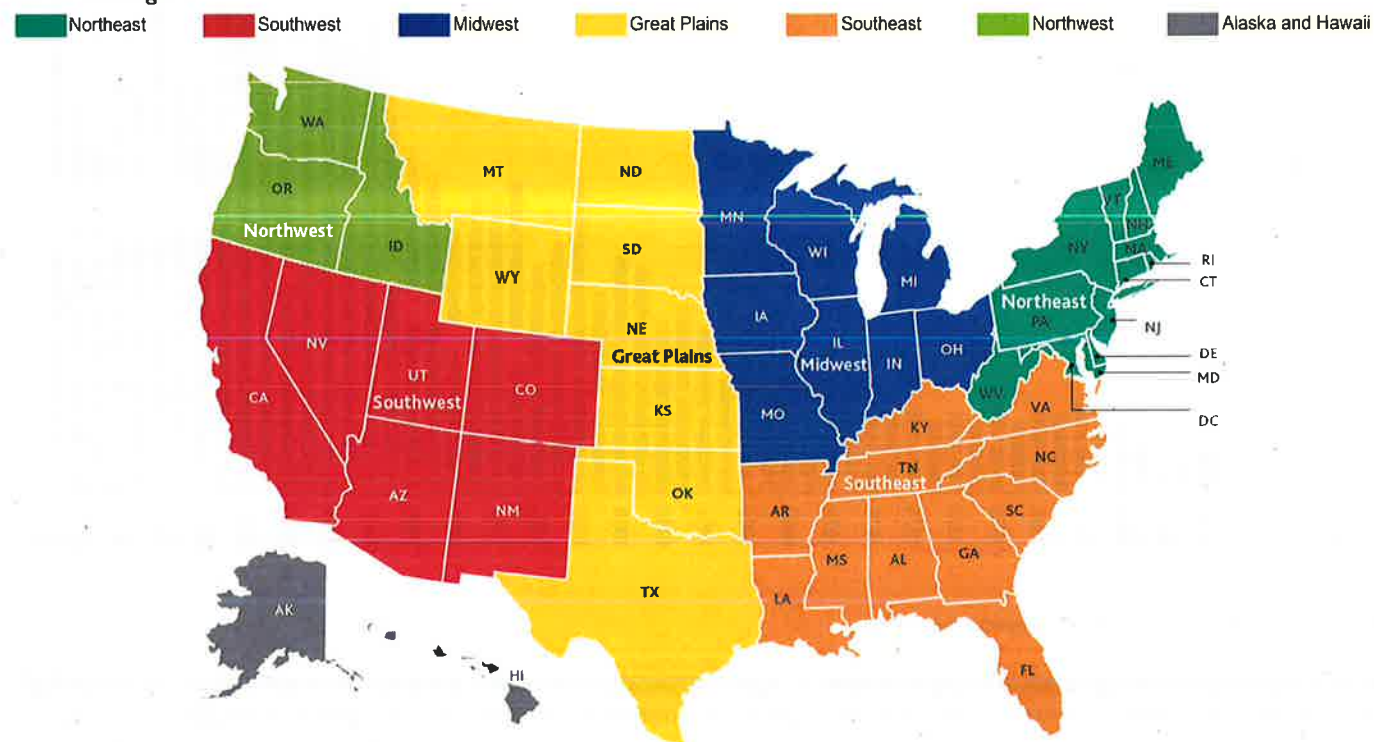 Northeast
Southwest
Midwest
Great Plains
Southeast
Northwest
Alaska and Hawaii
WA
OR
Northwest
ID
MT
ND
SD
WY
NE
Great Plains
KS
OK
TX
MN
WI
MI
IA
IL
Midwest
IN
OH
MO
ME
VT
NH
NY
MA
RI
CT
Northeast
PA
NJ
DE
MD
DC
WV
VA
KY
NC
TN
Southeast
SC
AR
MS
AL
GA
LA
FL
NV
UT
Southwest
CO
CA
AZ
NM
AK
HI